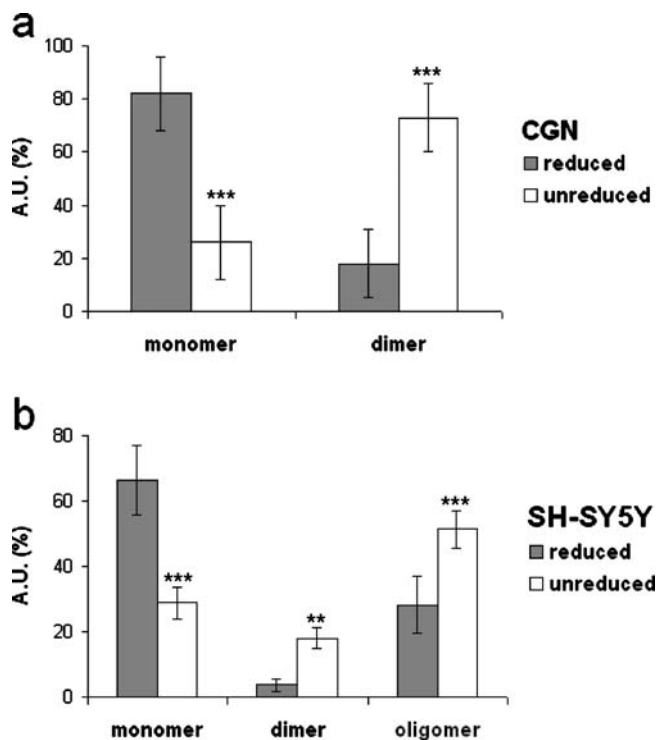 a
100
80
60
40
20
0
A.U. (%)
***
***
monomer dimer
CGN
reduced
unreduced
b
80
60
40
20
0
A.U. (%)
***
**
***
monomer dimer oligomer
SH-SY5Y
reduced
unreduced